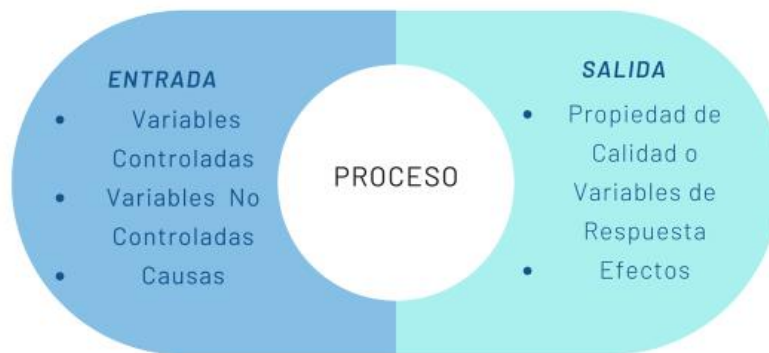 ENTRADA
• Variables
Controladas
• Variables No
Controladas
• Causas
PROCESO
SALIDA
• Propiedad de
Calidad o
Variables de
Respuesta
• Efectos